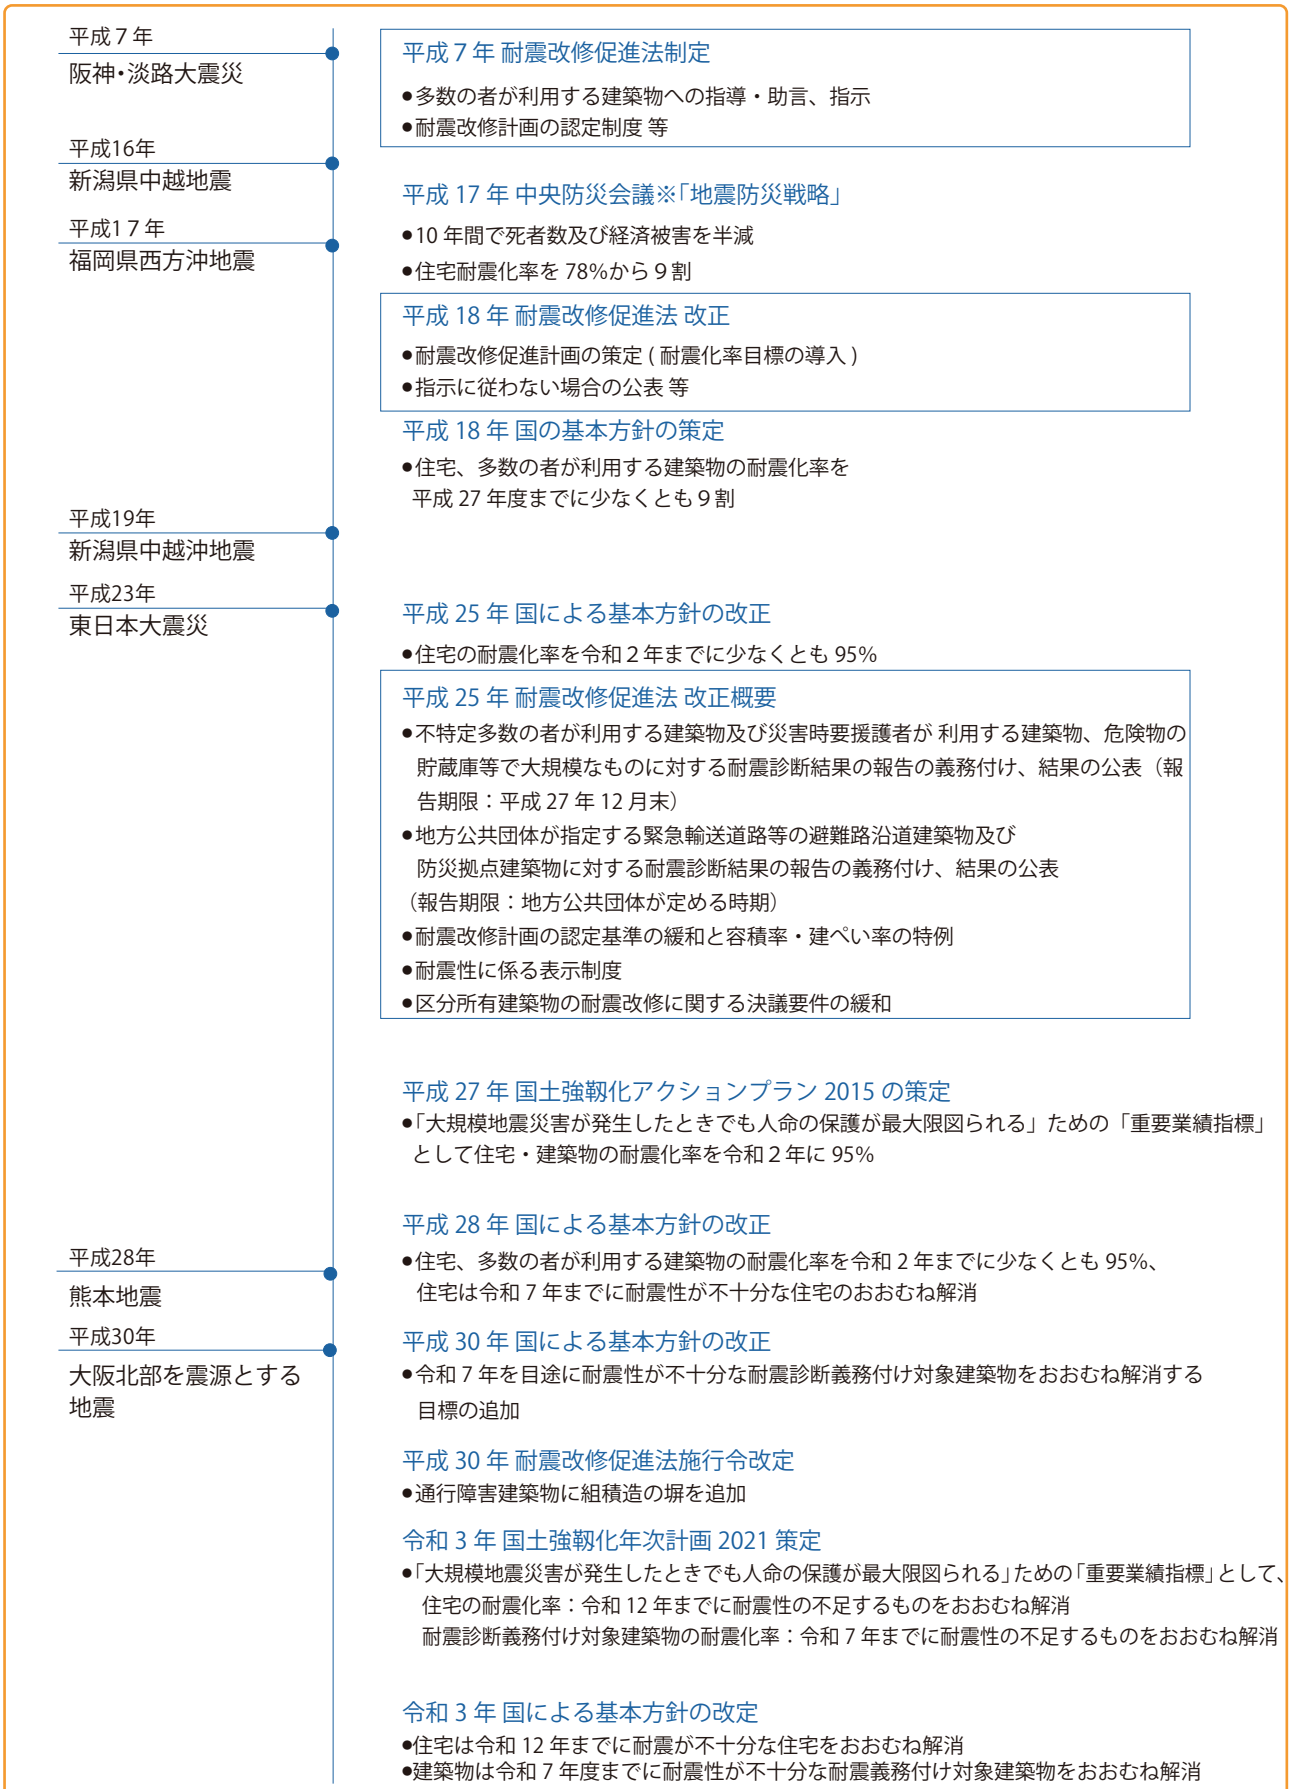 平成７年
阪神・淡路大震災
平成７年 耐震改修促進法制定
●多数の者が利用する建築物への指導・助言、指示
●耐震改修計画の認定制度 等
平成16年
新潟県中越地震
平成 17 年 中央防災会議※「地震防災戦略」
平成1７年
福岡県西方沖地震
●10 年間で死者数及び経済被害を半減
●住宅耐震化率を 78%から９割
平成 18 年 耐震改修促進法 改正
●耐震改修促進計画の策定 ( 耐震化率目標の導入 )
●指示に従わない場合の公表 等
平成 18 年 国の基本方針の策定
●住宅、多数の者が利用する建築物の耐震化率を
平成 27 年度までに少なくとも９割
平成19年
新潟県中越沖地震
平成23年
東日本大震災
平成 25 年 国による基本方針の改正
●住宅の耐震化率を令和２年までに少なくとも 95%
平成 25 年 耐震改修促進法 改正概要
●不特定多数の者が利用する建築物及び災害時要援護者が 利用する建築物、危険物の
貯蔵庫等で大規模なものに対する耐震診断結果の報告の義務付け、結果の公表（報
告期限：平成 27 年 12 月末）
●地方公共団体が指定する緊急輸送道路等の避難路沿道建築物及び
防災拠点建築物に対する耐震診断結果の報告の義務付け、結果の公表
（報告期限：地方公共団体が定める時期）
●耐震改修計画の認定基準の緩和と容積率・建ぺい率の特例
●耐震性に係る表示制度
●区分所有建築物の耐震改修に関する決議要件の緩和
平成 27 年 国土強靱化アクションプラン 2015 の策定
●「大規模地震災害が発生したときでも人命の保護が最大限図られる」ための「重要業績指標」
として住宅・建築物の耐震化率を令和２年に 95%
平成 28 年 国による基本方針の改正
平成28年
熊本地震
●住宅、多数の者が利用する建築物の耐震化率を令和 2 年までに少なくとも 95%、
住宅は令和 7 年までに耐震性が不十分な住宅のおおむね解消
平成30年
大阪北部を震源とする
地震
平成 30 年 国による基本方針の改正
●令和 7 年を目途に耐震性が不十分な耐震診断義務付け対象建築物をおおむね解消する
目標の追加
平成 30 年 耐震改修促進法施行令改定
●通行障害建築物に組積造の塀を追加
令和 3 年 国土強靱化年次計画 2021 策定
●「大規模地震災害が発生したときでも人命の保護が最大限図られる」ための「重要業績指標」として、
住宅の耐震化率：令和 12 年までに耐震性の不足するものをおおむね解消
耐震診断義務付け対象建築物の耐震化率：令和 7 年までに耐震性の不足するものをおおむね解消
令和 3 年 国による基本方針の改定
●住宅は令和 12 年までに耐震が不十分な住宅をおおむね解消
●建築物は令和 7 年度までに耐震性が不十分な耐震義務付け対象建築物をおおむね解消